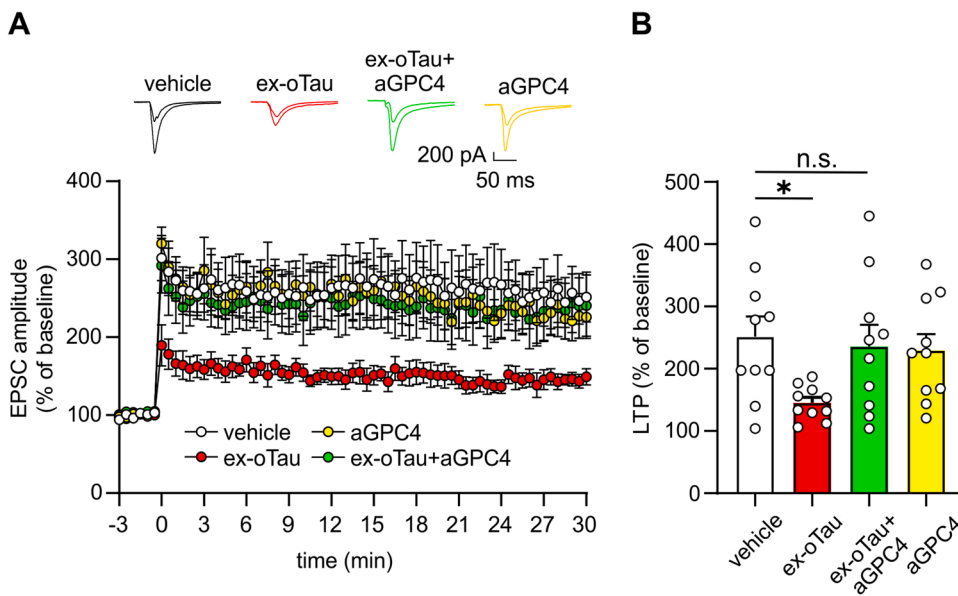 A
vehicle
ex-oTau
ex-oTau+
aGPC4
aGPC4
200 pA
50 ms
EPSC amplitude
(% of baseline)
400
300
200
100
0
-3 0 3 6 9 12 15 18 21 24 27 30
time (min)
vehicle aGPC4
ex-oTau ex-oTau+aGPC4
B
n.s.
*
LTP (% of baseline)
500
400
300
200
100
0
vehicle
ex-oTau
ex-oTau+
aGPC4
aGPC4